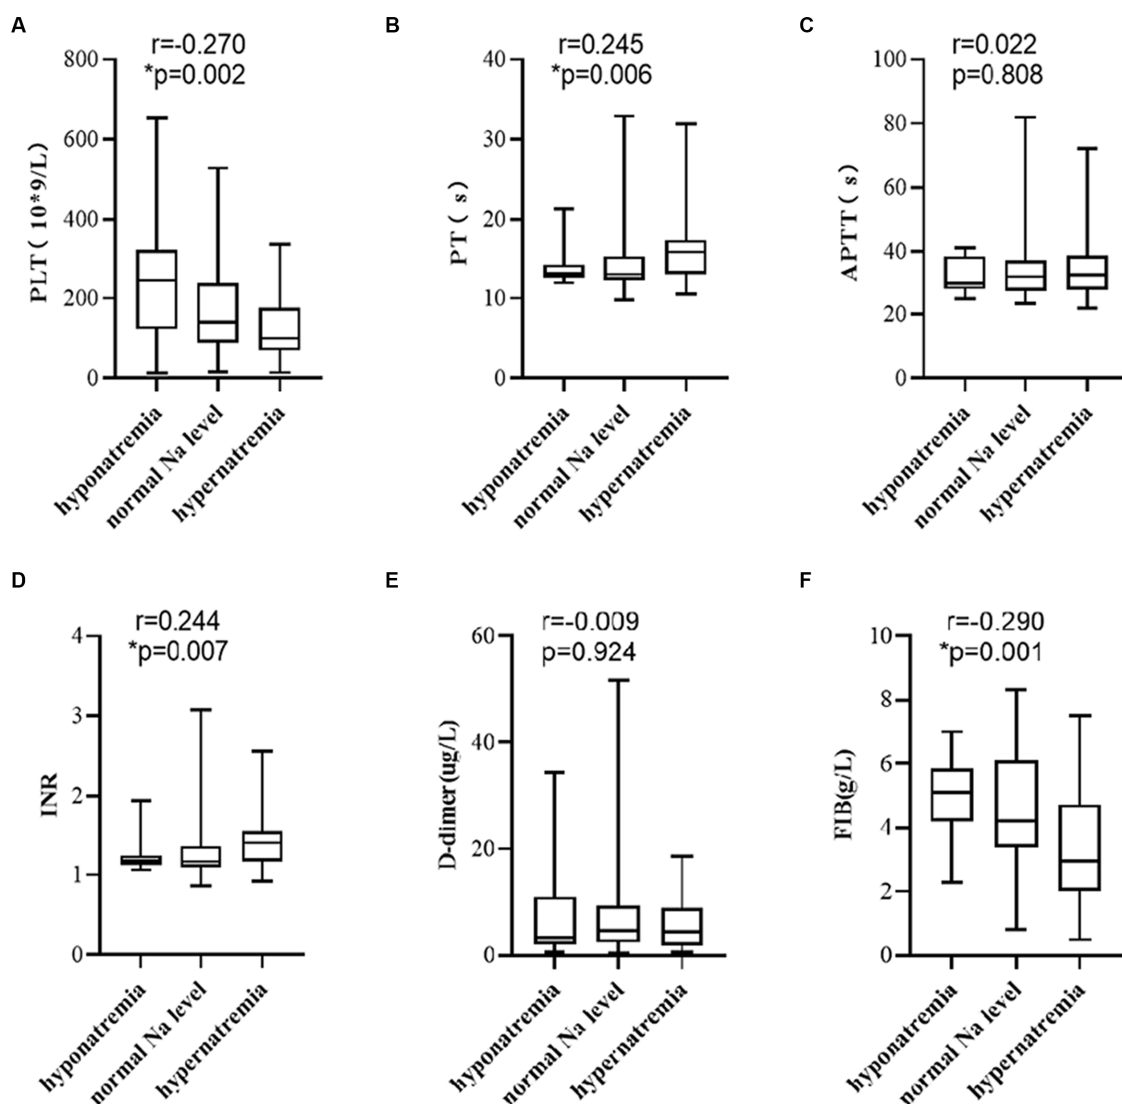 A
r=-0.270
*p=0.002
PLT（10*9/L）
800
600
400
200
0
hyponatremia
normal Na level
hypernatremia
B
r=0.245
*p=0.006
PT（s）
40
30
20
10
0
hyponatremia
normal Na level
hypernatremia
C
r=0.022
p=0.808
APTT（s）
100
80
60
40
20
0
hyponatremia
normal Na level
hypernatremia
D
r=0.244
*p=0.007
INR
4
3
2
1
0
hyponatremia
normal Na level
hypernatremia
E
r=-0.009
p=0.924
D-dimer(ug/L)
60
40
20
0
hyponatremia
normal Na level
hypernatremia
F
r=-0.290
*p=0.001
FIB(g/L)
10
8
6
4
2
0
hyponatremia
normal Na level
hypernatremia